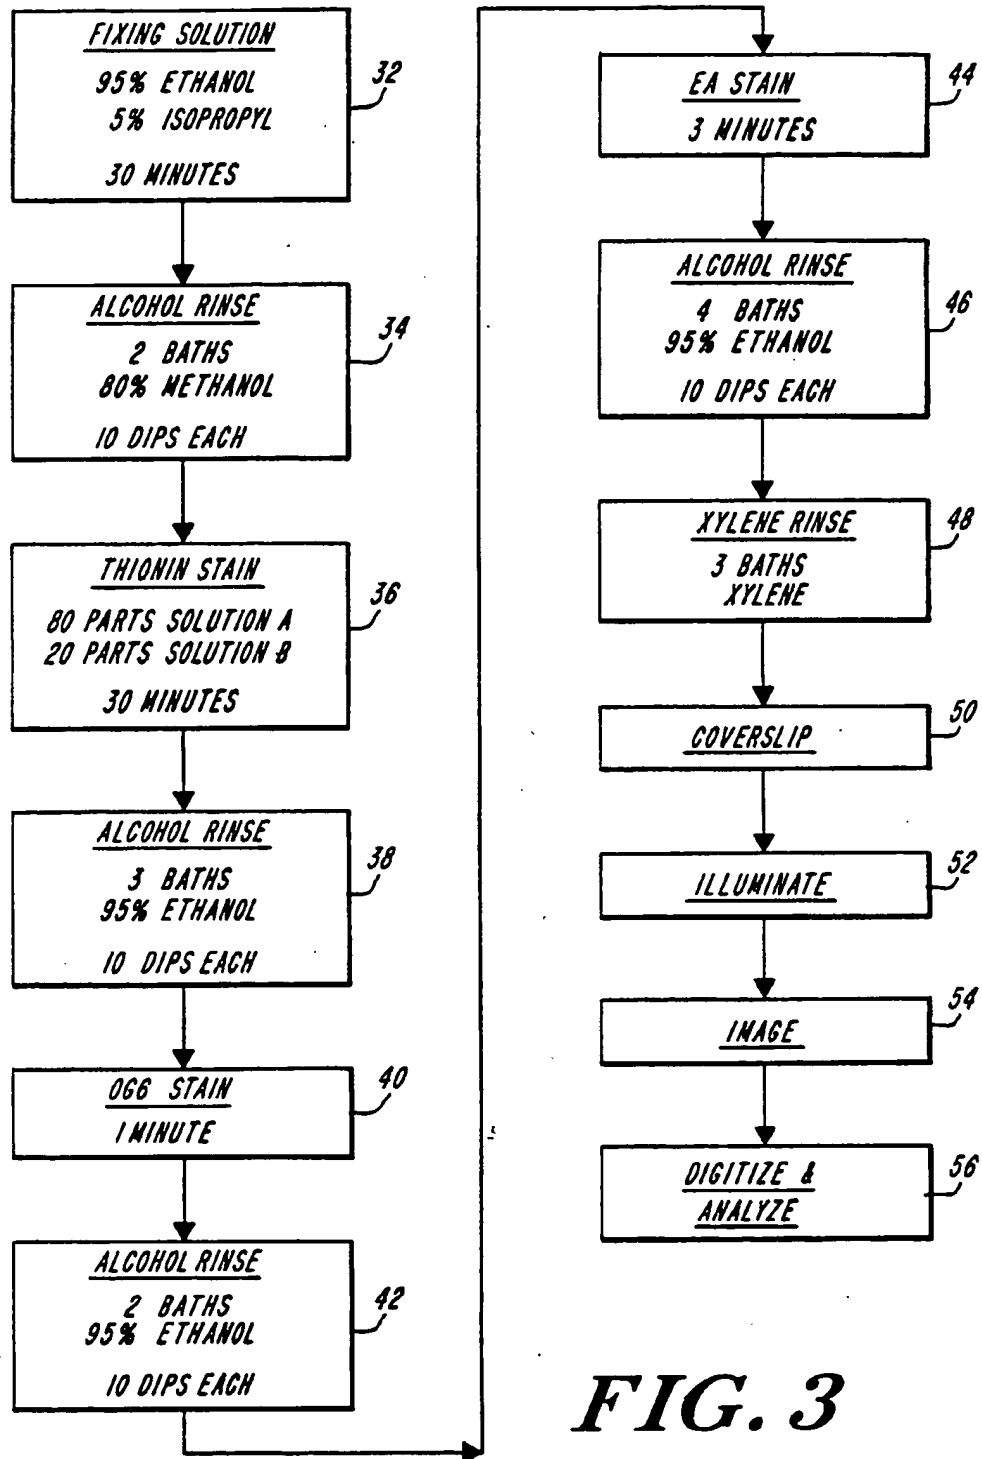 FIXING SOLUTION
95% ETHANOL
5% ISOPROPYL
30 MINUTES
32
ALCOHOL RINSE
2 BATHS
80% METHANOL
10 DIPS EACH
34
THIONIN STAIN
80 PARTS SOLUTION A
20 PARTS SOLUTION B
30 MINUTES
36
ALCOHOL RINSE
3 BATHS
95% ETHANOL
10 DIPS EACH
38
OG6 STAIN
1 MINUTE
40
ALCOHOL RINSE
2 BATHS
95% ETHANOL
10 DIPS EACH
42
EA STAIN
3 MINUTES
44
ALCOHOL RINSE
4 BATHS
95% ETHANOL
10 DIPS EACH
46
XYLENE RINSE
3 BATHS
XYLENE
48
COVERSLIP
50
ILLUMINATE
52
IMAGE
54
DIGITIZE &
ANALYZE
56
FIG. 3